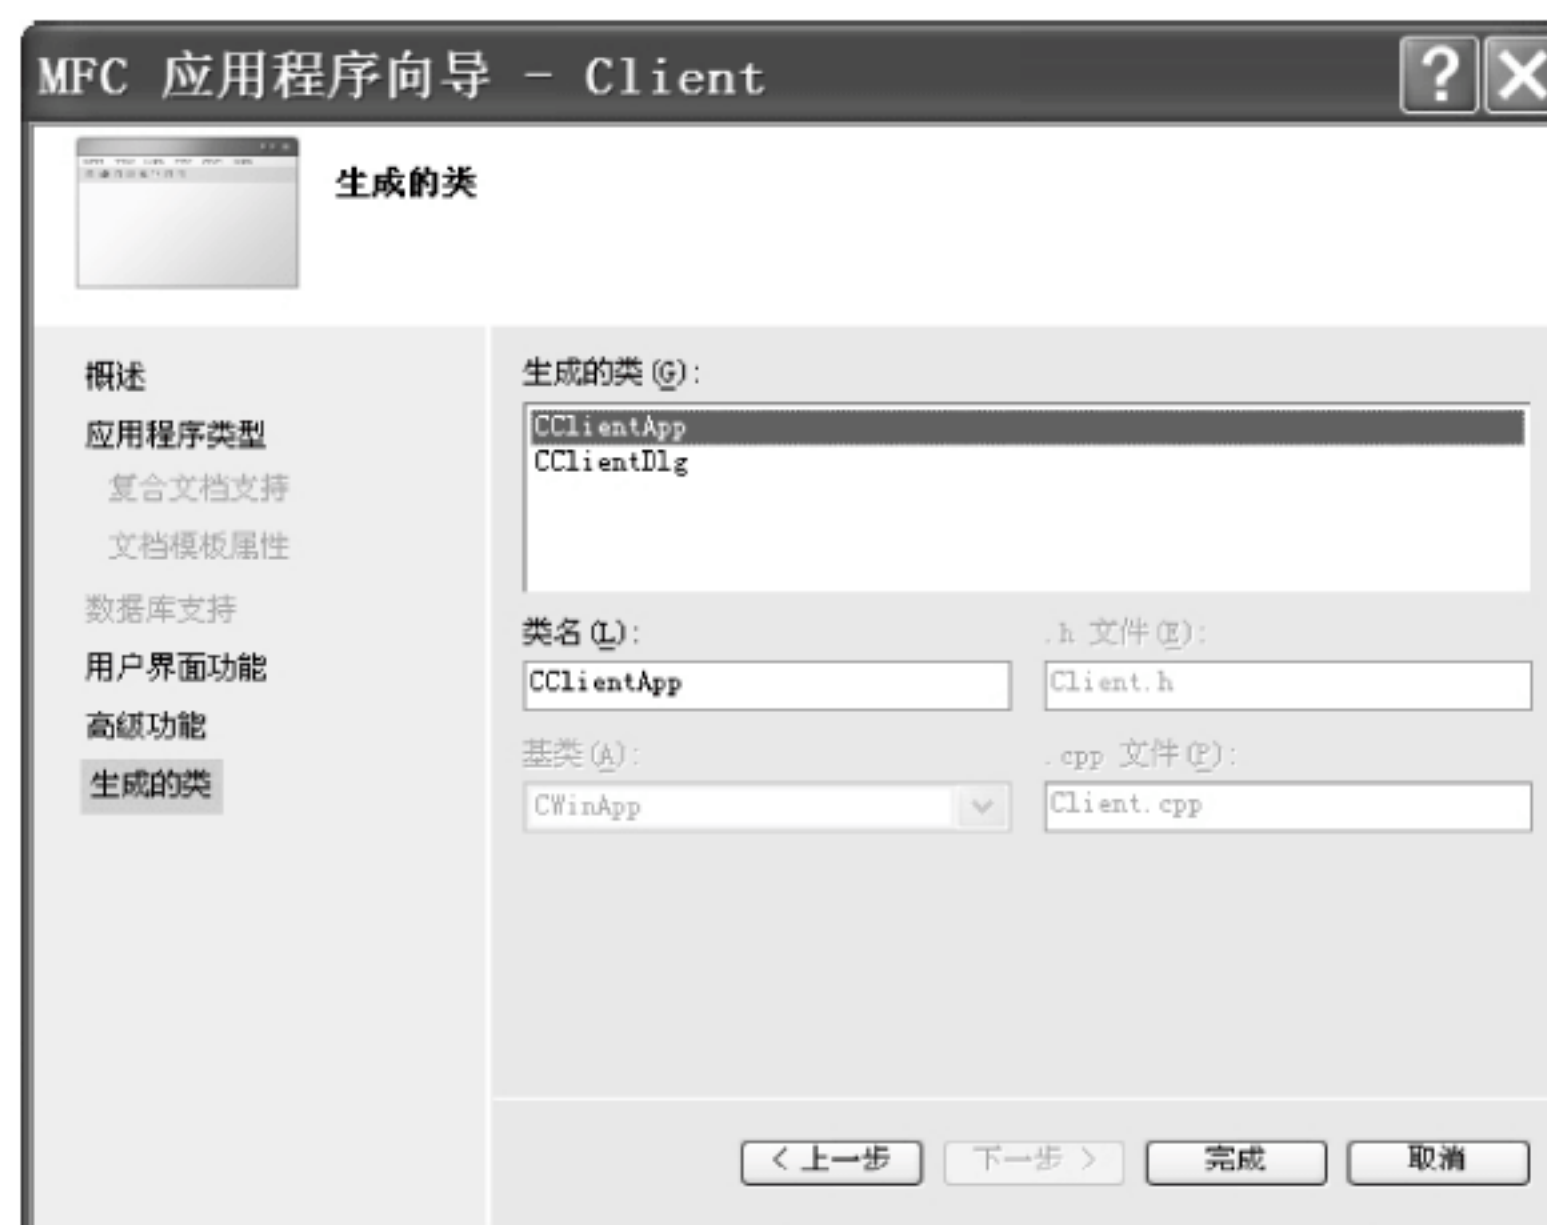 MFC 应用程序向导 - Client
生成的类
概述
应用程序类型
复合文档支持
文档模板属性
数据库支持
用户界面功能
高级功能
生成的类
生成的类(G):
CClientApp
CClientDlg
类名(L):
.h 文件(E):
CClientApp
Client.h
基类(A):
.cpp 文件(P):
CWinApp
Client.cpp
< 上一步
下一步 >
完成
取消